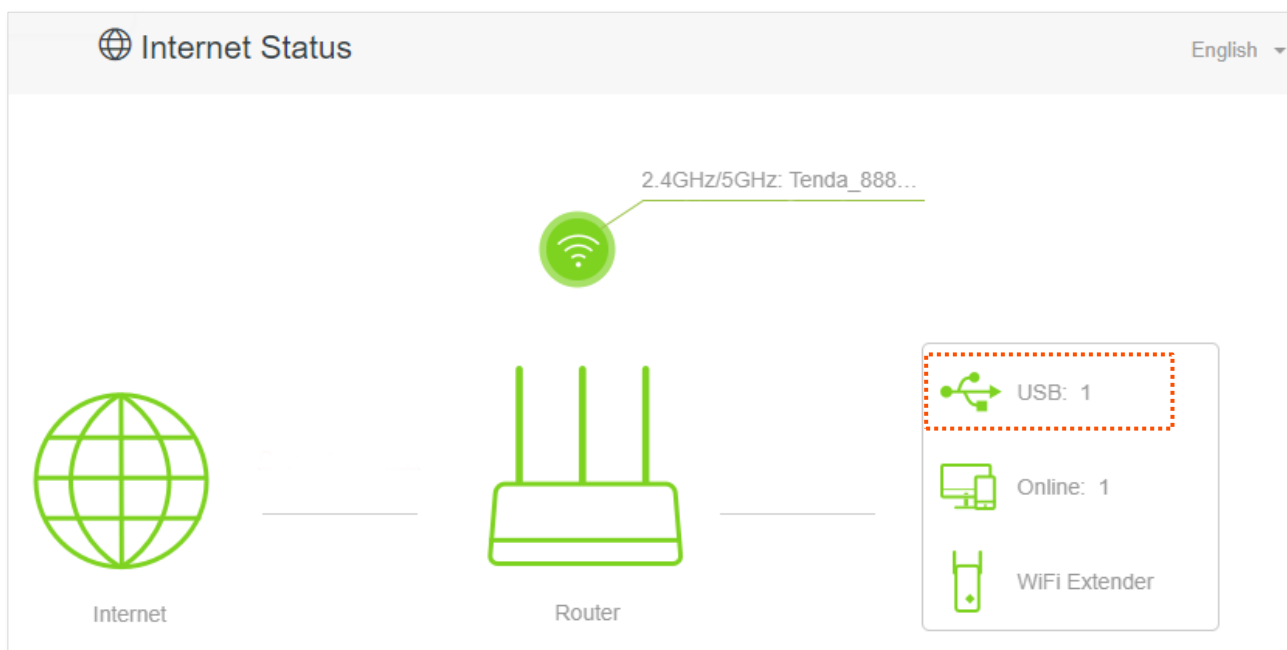 Internet Status
English
2.4GHz/5GHz: Tenda_888...
USB: 1
Online: 1
WiFi Extender
Internet
Router